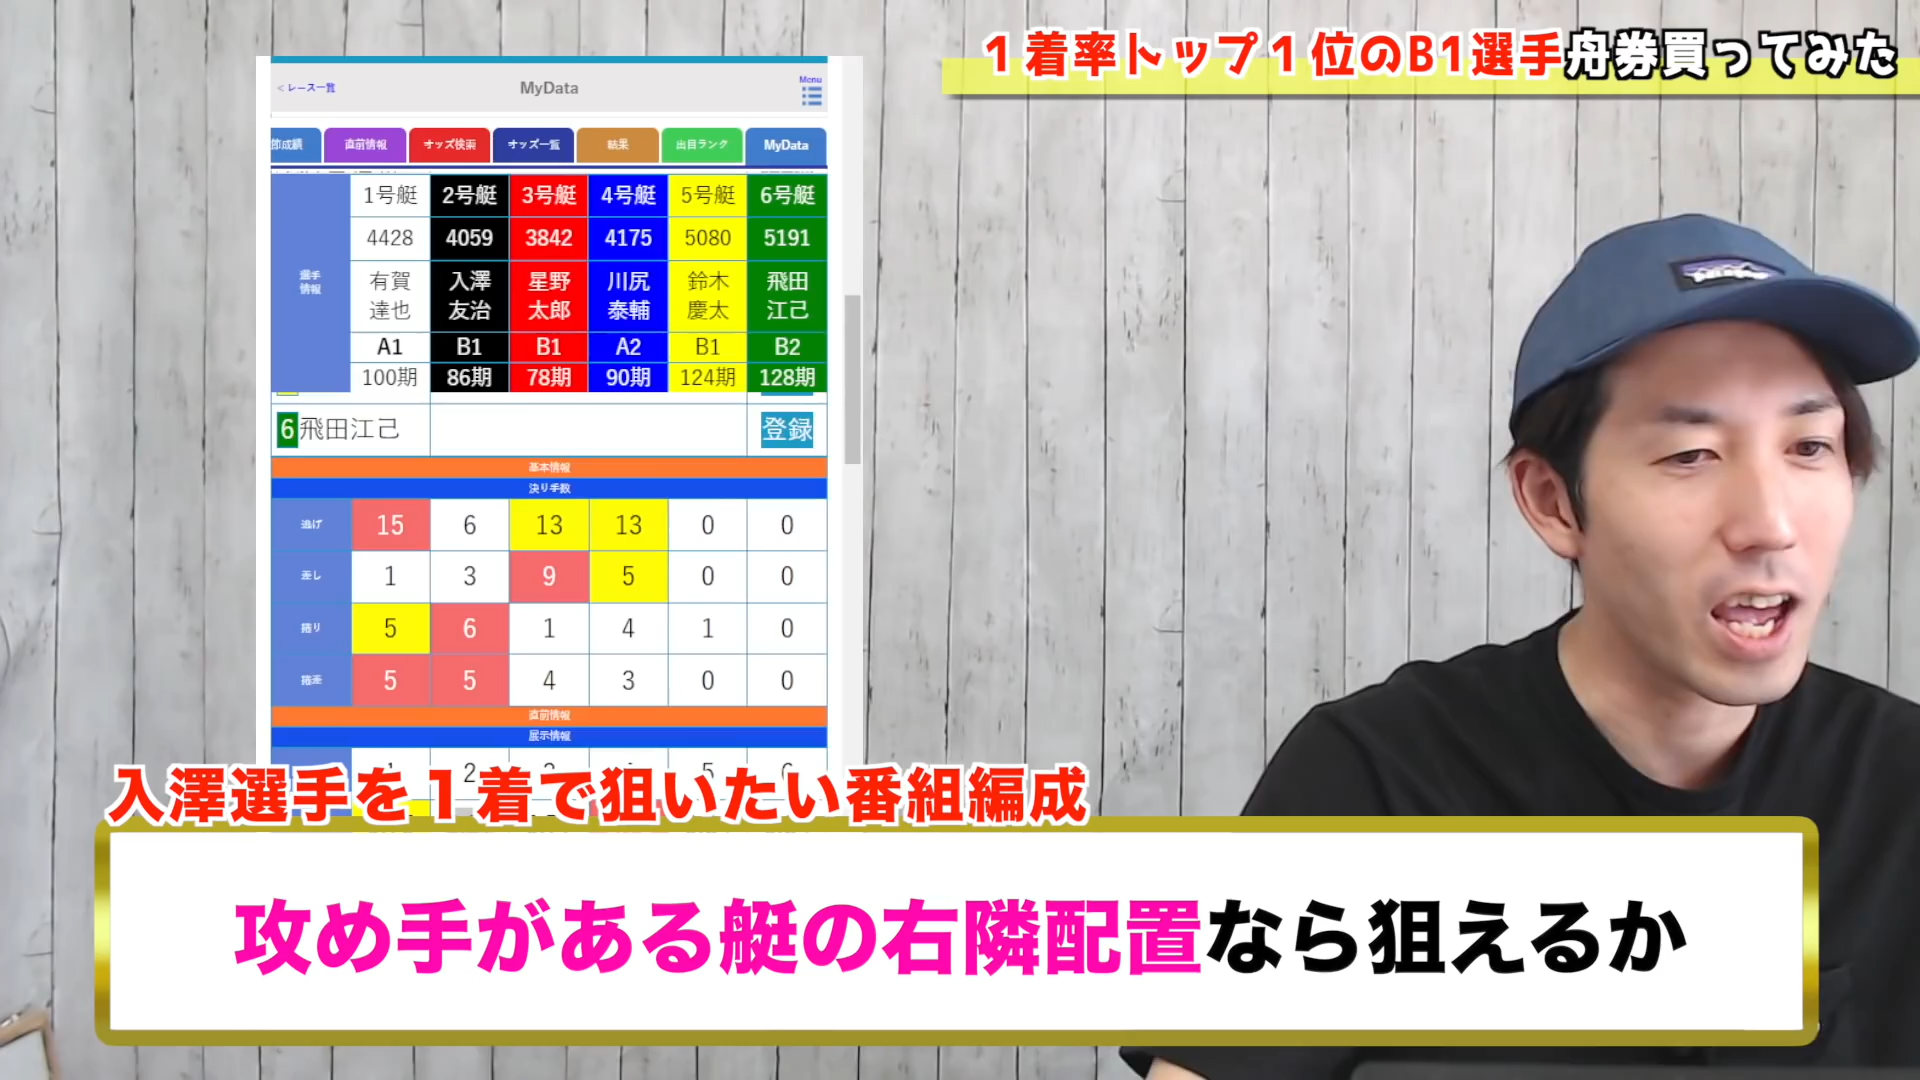 1着率トップ1位のB1選手舟券買ってみた
<レース一覧 MyData Menu
節成績 直前情報 オッズ検索 オッズ一覧 結果 出目ランク MyData
選手情報
1号艇 2号艇 3号艇 4号艇 5号艇 6号艇
4428 4059 3842 4175 5080 5191
有賀達也 入澤友治 星野太郎 川尻泰輔 鈴木慶太 飛田江己
A1 B1 B1 A2 B1 B2
100期 86期 78期 90期 124期 128期
6 飛田江己 登録
基本情報
決り手数
逃げ 15 6 13 13 0 0
差し 1 3 9 5 0 0
捲り 5 6 1 4 1 0
捲差 5 5 4 3 0 0
直前情報
展示情報
入澤選手を1着で狙いたい番組編成
攻め手がある艇の右隣配置なら狙えるか